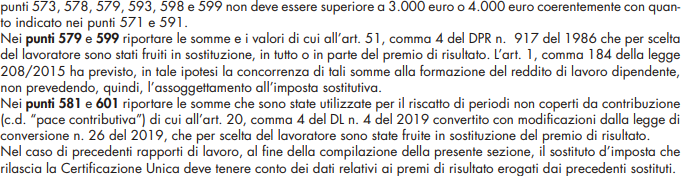 punti 573, 578, 579, 593, 598 e 599 non deve essere superiore a 3.000 euro o 4.000 euro coerentemente con quan-
to indicato nei punti 571 e 591.
Nei punti 579 e 599 riportare le somme e i valori di cui all'art. 51, comma 4 del DPR n.  917 del 1986 che per scelta
del lavoratore sono stati fruiti in sostituzione, in tutto o in parte del premio di risultato. L'art. 1, comma 184 della legge
208/2015 ha previsto, in tale ipotesi la concorrenza di tali somme alla formazione del reddito di lavoro dipendente,
non prevedendo, quindi, l'assoggettamento all'imposta sostitutiva.
Nei punti 581 e 601 riportare le somme che sono state utilizzate per il riscatto di periodi non coperti da contribuzione
(c.d. "pace contributiva") di cui all'art. 20, comma 4 del DL n. 4 del 2019 convertito con modificazioni dalla legge di
conversione n. 26 del 2019, che per scelta del lavoratore sono state fruite in sostituzione del premio di risultato.
Nel caso di precedenti rapporti di lavoro, al fine della compilazione della presente sezione, il sostituto d'imposta che
rilascia la Certificazione Unica deve tenere conto dei dati relativi ai premi di risultato erogati dai precedenti sostituti.